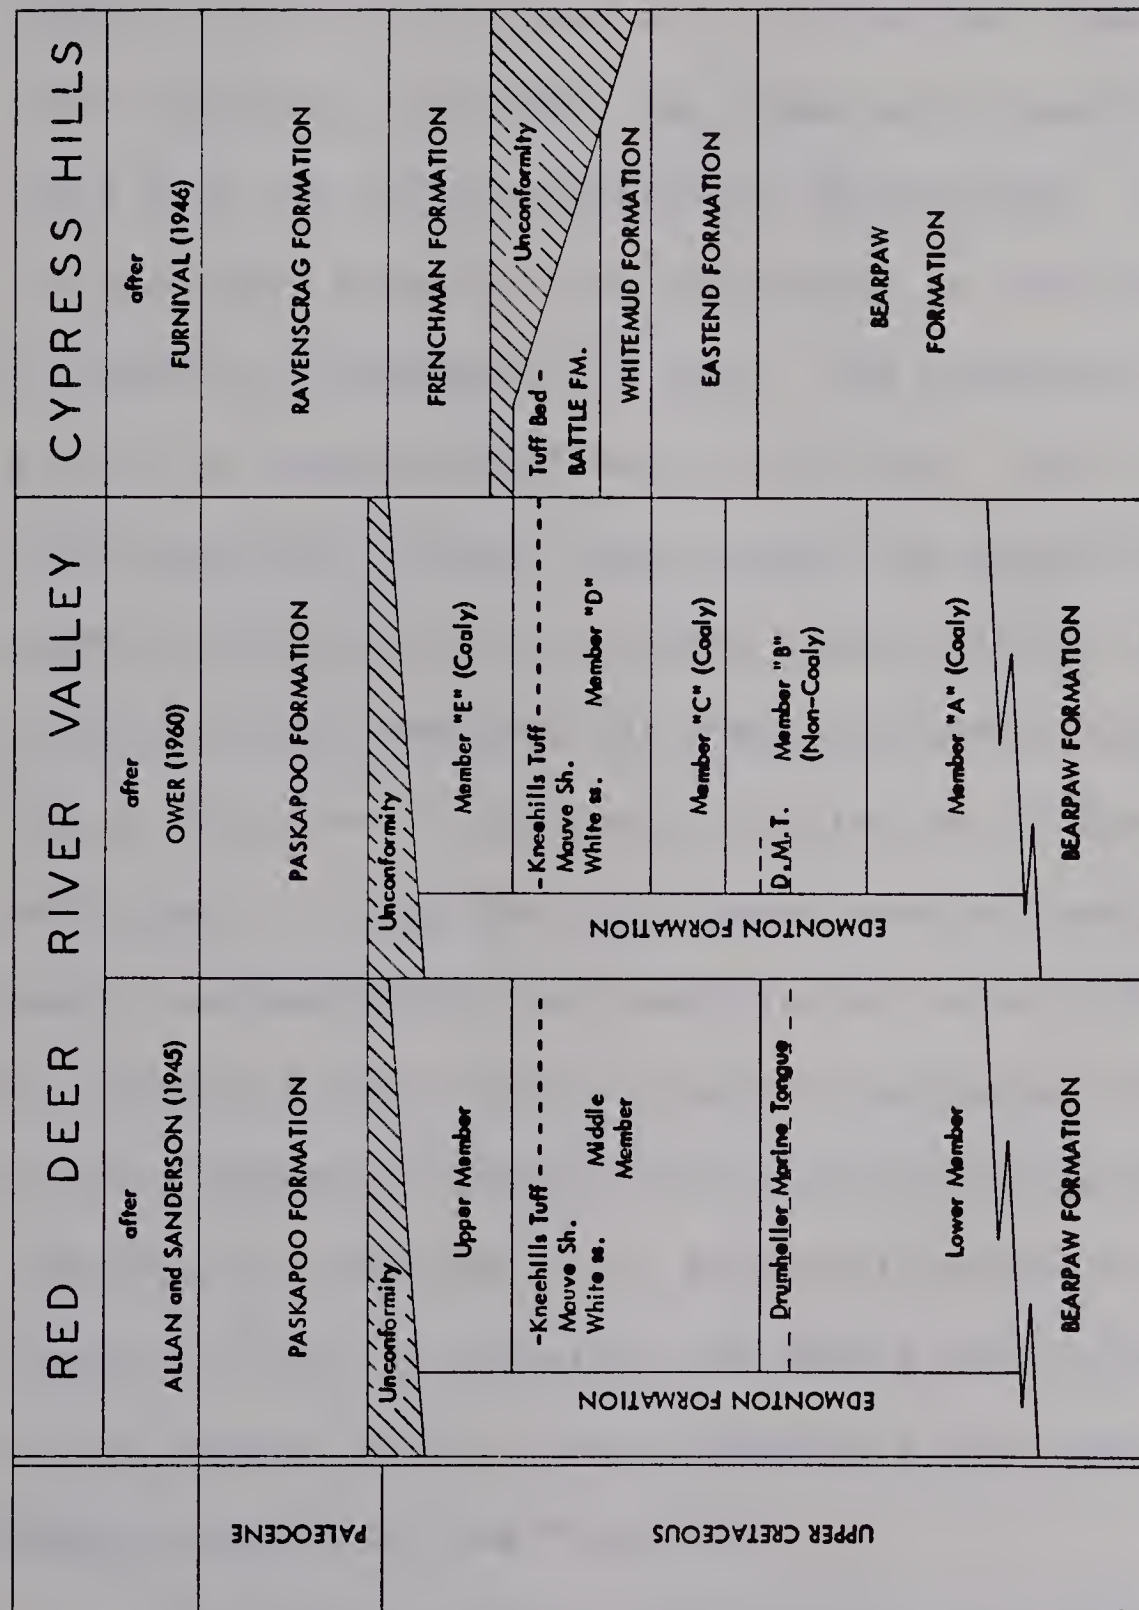 RED DEER RIVER VALLEY
CYPRESS HILLS
after
ALLAN and SANDERSON (1945)
after
OWER (1960)
after
FURNIVAL (1946)
PALEOCENE
UPPER CRETACEOUS
PASKAPOO FORMATION
Unconformity
EDMONTON FORMATION
Upper Member
-Kneehills Tuff
Mauve Sh.
White ss.
Middle
Member
Drumheller Marine Tongue
Lower Member
BEARPAW FORMATION
PASKAPOO FORMATION
Unconformity
EDMONTON FORMATION
Member "E" (Coaly)
-Kneehills Tuff
Mauve Sh.
White ss.
Member "D"
Member "C" (Coaly)
D.M.T.
Member "B"
(Non-Coaly)
Member "A" (Coaly)
BEARPAW FORMATION
RAVENSCRAG FORMATION
FRENCHMAN FORMATION
Unconformity
Tuff Bed -
BATTLE FM.
WHITEMUD FORMATION
EASTEND FORMATION
BEARPAW
FORMATION